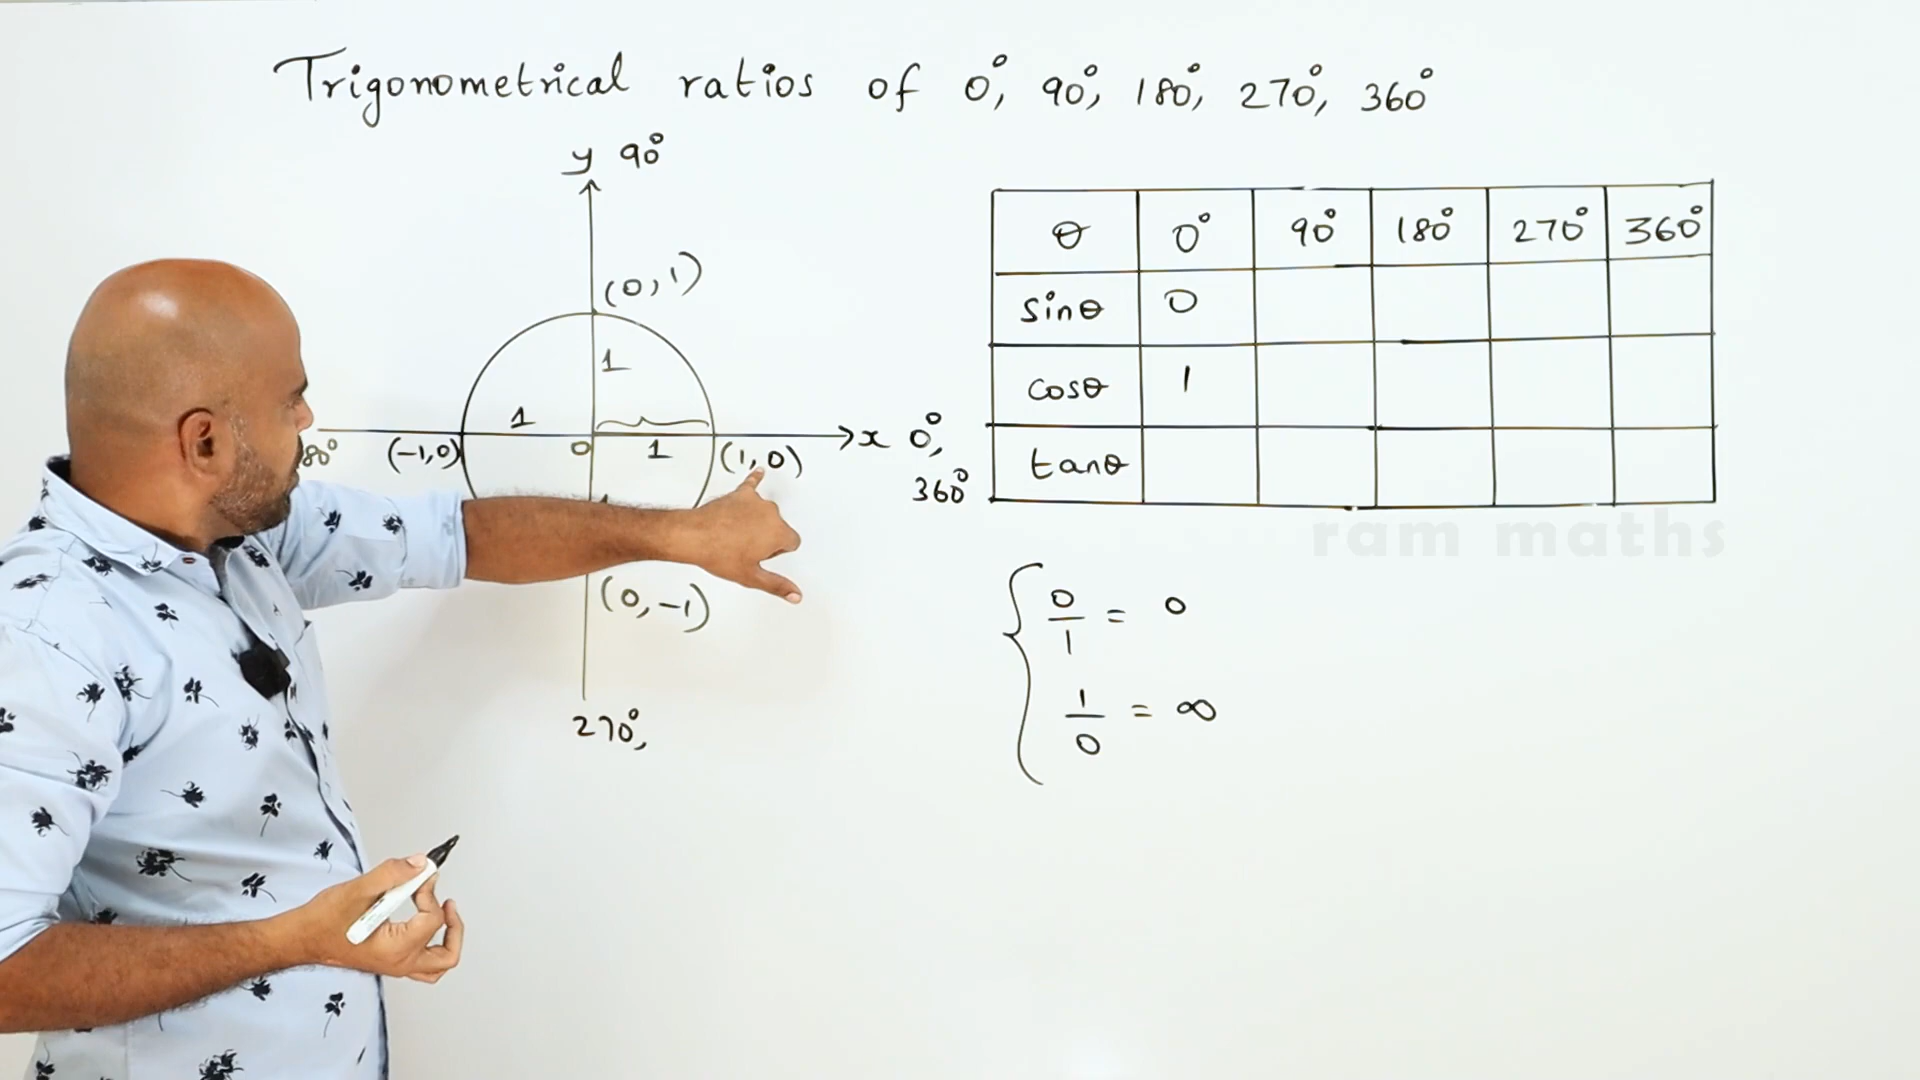 Trigonometrical ratios of 0°, 90°, 180°, 270°, 360°
y 90°
(0, 1)
1
1
(-1,0)
0
1
(1, 0)
x 0°,
360°
(0, -1)
270°,
θ 0° 90° 180° 270° 360°
sinθ 0
cosθ 1
tanθ
ram maths
0/1 = 0
1/0 = ∞